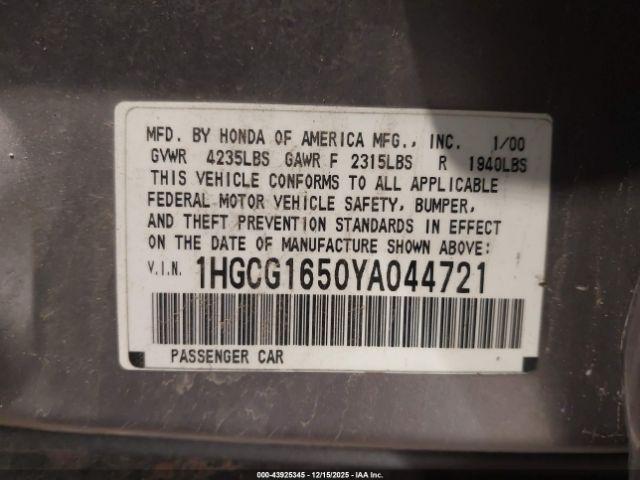 MFD. BY HONDA OF AMERICA MFG., INC. 1/00
GVWR 4235LBS GAWR F 2315LBS R 1940LBS
THIS VEHICLE CONFORMS TO ALL APPLICABLE
FEDERAL MOTOR VEHICLE SAFETY, BUMPER,
AND THEFT PREVENTION STANDARDS IN EFFECT
ON THE DATE OF MANUFACTURE SHOWN ABOVE:
V.I.N. 1HGCG1650YA044721
PASSENGER CAR
000-43925345 - 12/15/2025 - IAA Inc.